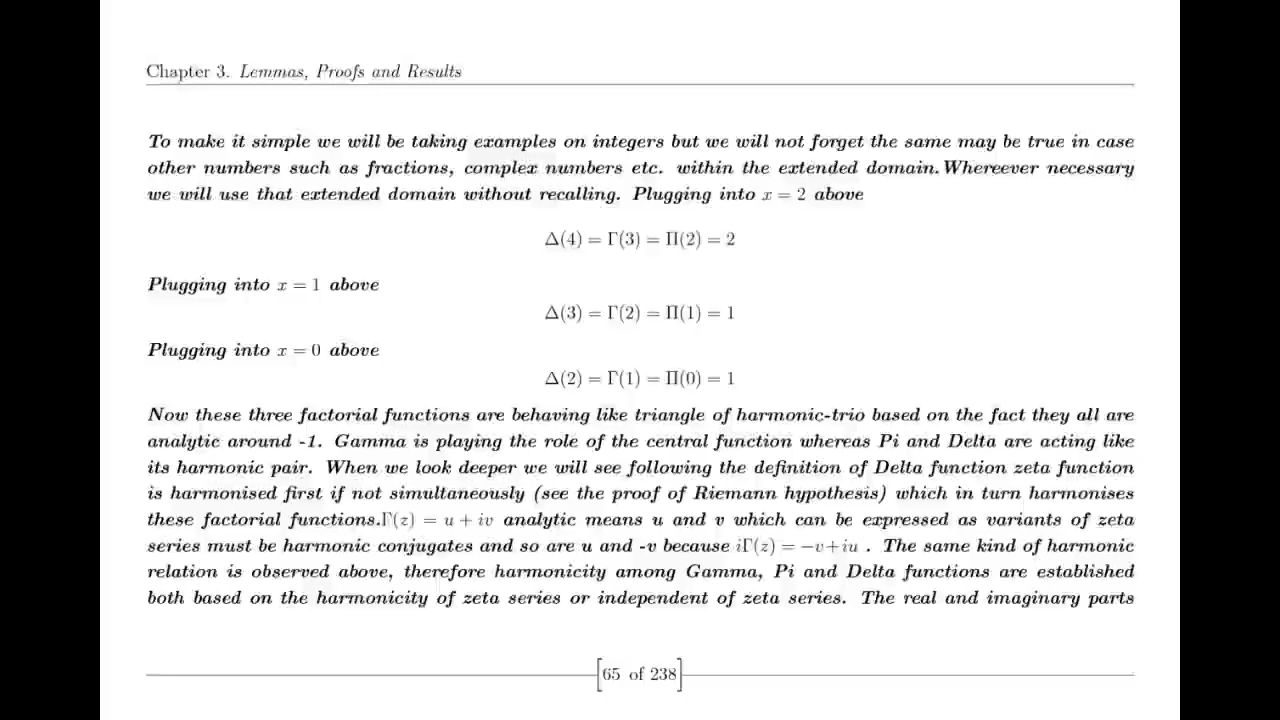 Chapter 3. Lemmas, Proofs and Results
To make it simple we will be taking examples on integers but we will not forget the same may be true in case
other numbers such as fractions, complex numbers etc. within the extended domain.Whereever necessary
we will use that extended domain without recalling. Plugging into x = 2 above
Δ(4) = Γ(3) = Π(2) = 2
Plugging into x = 1 above
Δ(3) = Γ(2) = Π(1) = 1
Plugging into x = 0 above
Δ(2) = Γ(1) = Π(0) = 1
Now these three factorial functions are behaving like triangle of harmonic-trio based on the fact they all are
analytic around -1. Gamma is playing the role of the central function whereas Pi and Delta are acting like
its harmonic pair. When we look deeper we will see following the definition of Delta function zeta function
is harmonised first if not simultaneously (see the proof of Riemann hypothesis) which in turn harmonises
these factorial functions.Γ(z) = u + iv analytic means u and v which can be expressed as variants of zeta
series must be harmonic conjugates and so are u and -v because iΓ(z) = −v+iu . The same kind of harmonic
relation is observed above, therefore harmonicity among Gamma, Pi and Delta functions are established
both based on the harmonicity of zeta series or independent of zeta series. The real and imaginary parts
[65 of 238]